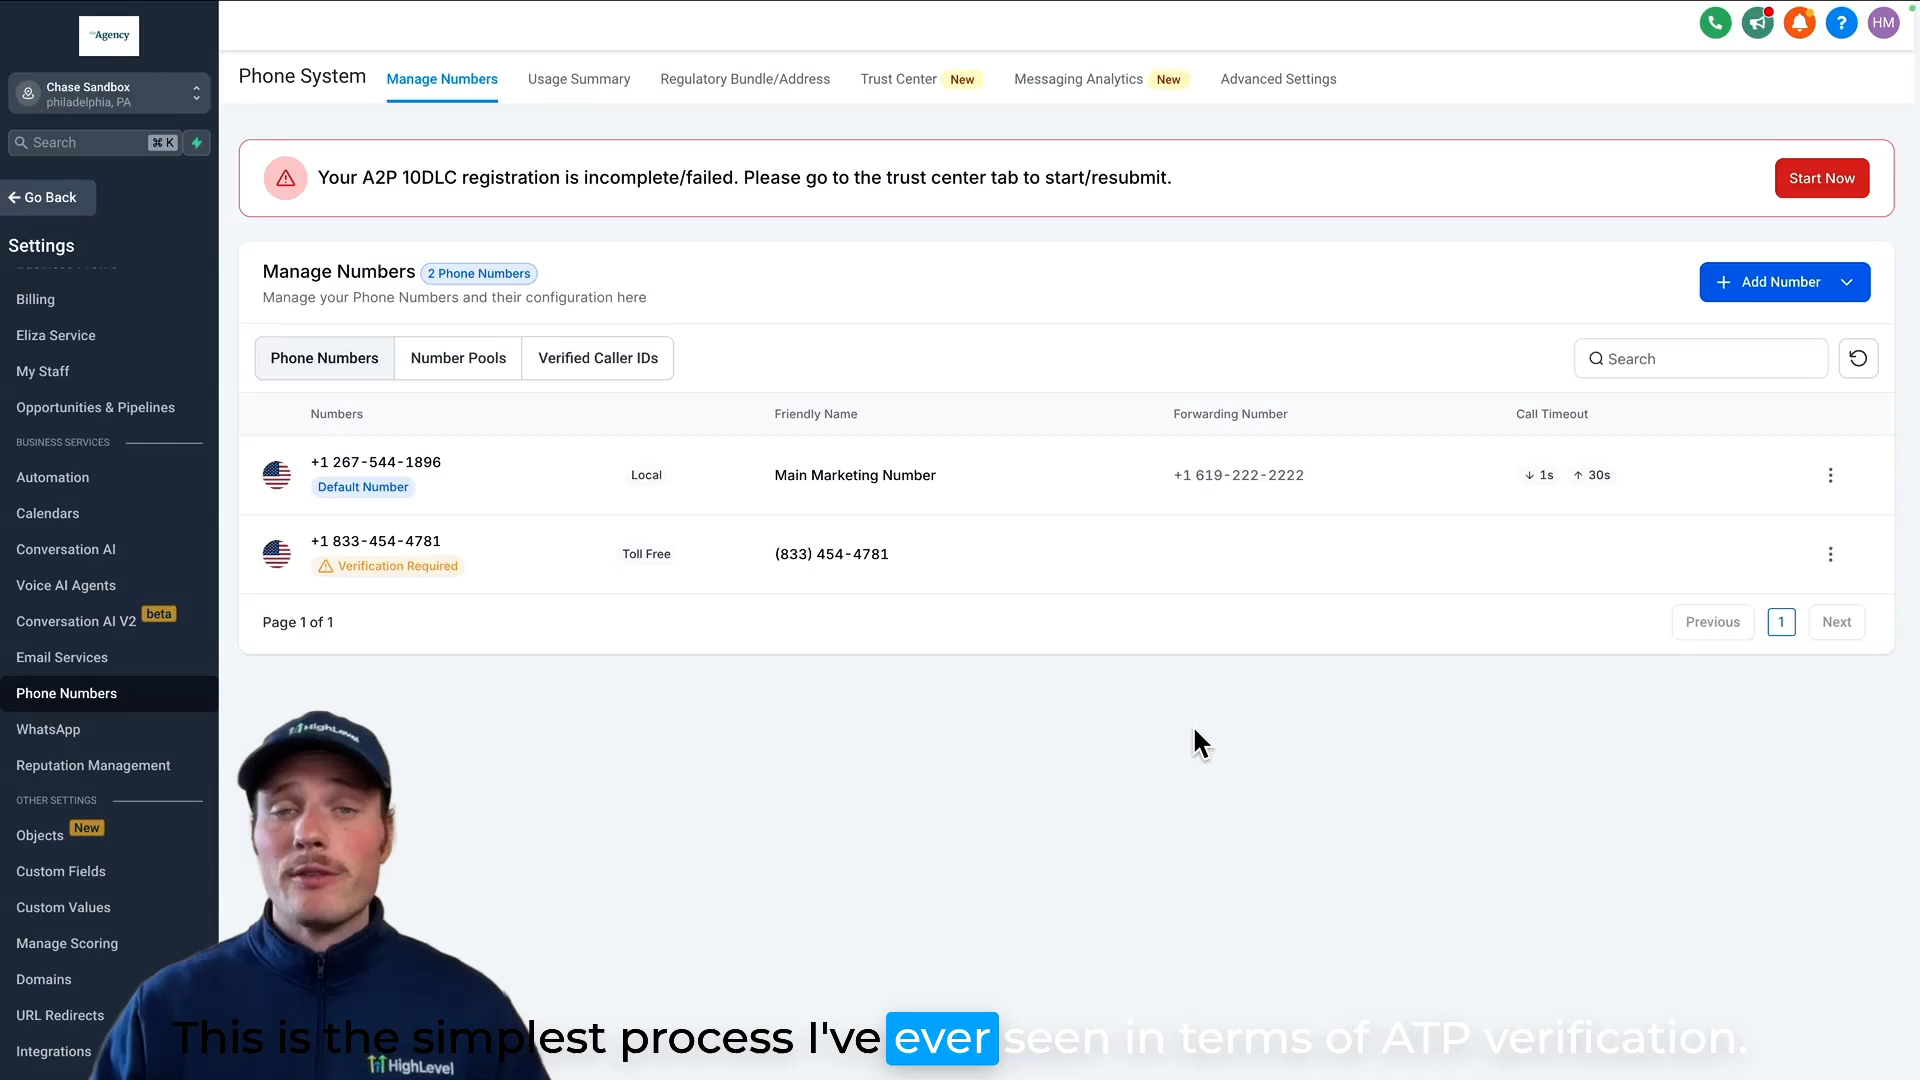 theAgency
Chase Sandbox
philadelphia, PA
Search
⌘ K
Go Back
Settings
Billing
Eliza Service
My Staff
Opportunities & Pipelines
BUSINESS SERVICES
Automation
Calendars
Conversation AI
Voice AI Agents
Conversation AI V2 beta
Email Services
Phone Numbers
WhatsApp
Reputation Management
OTHER SETTINGS
Objects New
Custom Fields
Custom Values
Manage Scoring
Domains
URL Redirects
Integrations
HM
Phone System Manage Numbers Usage Summary Regulatory Bundle/Address Trust Center New Messaging Analytics New Advanced Settings
Your A2P 10DLC registration is incomplete/failed. Please go to the trust center tab to start/resubmit.
Start Now
Manage Numbers 2 Phone Numbers
Manage your Phone Numbers and their configuration here
Add Number
Phone Numbers Number Pools Verified Caller IDs
Search
Numbers Friendly Name Forwarding Number Call Timeout
+1 267-544-1896
Default Number
Local Main Marketing Number +1 619-222-2222 ↓ 1s ↑ 30s
+1 833-454-4781
Verification Required
Toll Free (833) 454-4781
Page 1 of 1
Previous 1 Next
HighLevel
This is the simplest process I've ever seen in terms of ATP verification.
HighLevel